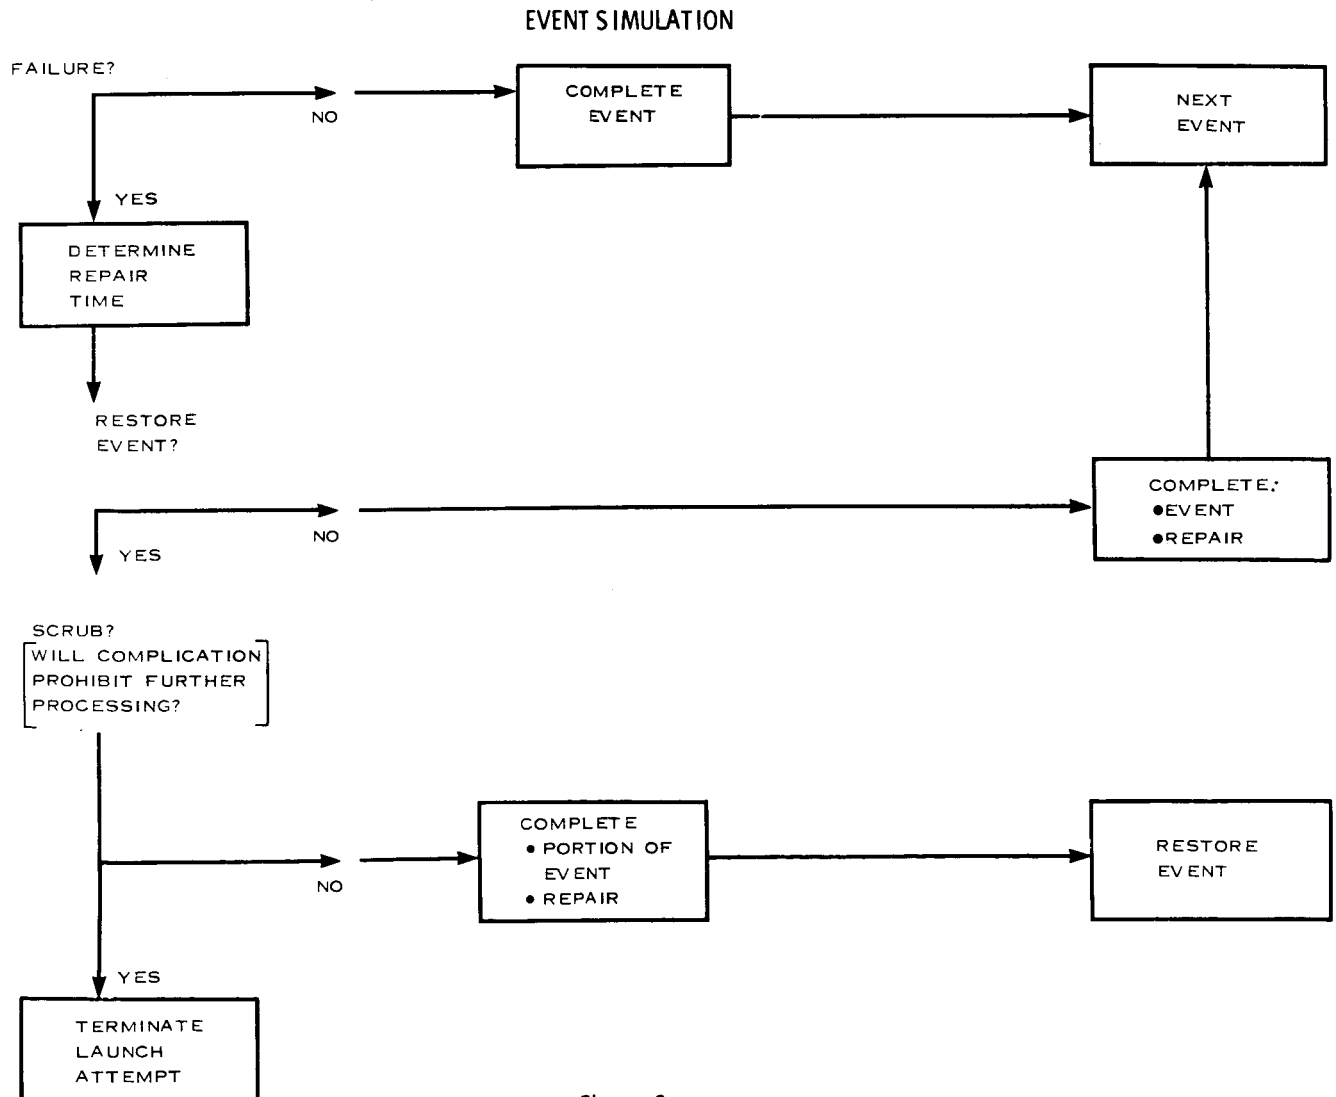 EVENT SIMULATION
FAILURE?
NO
COMPLETE
EVENT
NEXT
EVENT
YES
DETERMINE
REPAIR
TIME
RESTORE
EVENT?
NO
YES
COMPLETE:
•EVENT
•REPAIR
SCRUB?
[WILL COMPLICATION
PROHIBIT FURTHER
PROCESSING?]
NO
COMPLETE
• PORTION OF
EVENT
• REPAIR
RESTORE
EVENT
YES
TERMINATE
LAUNCH
ATTEMPT